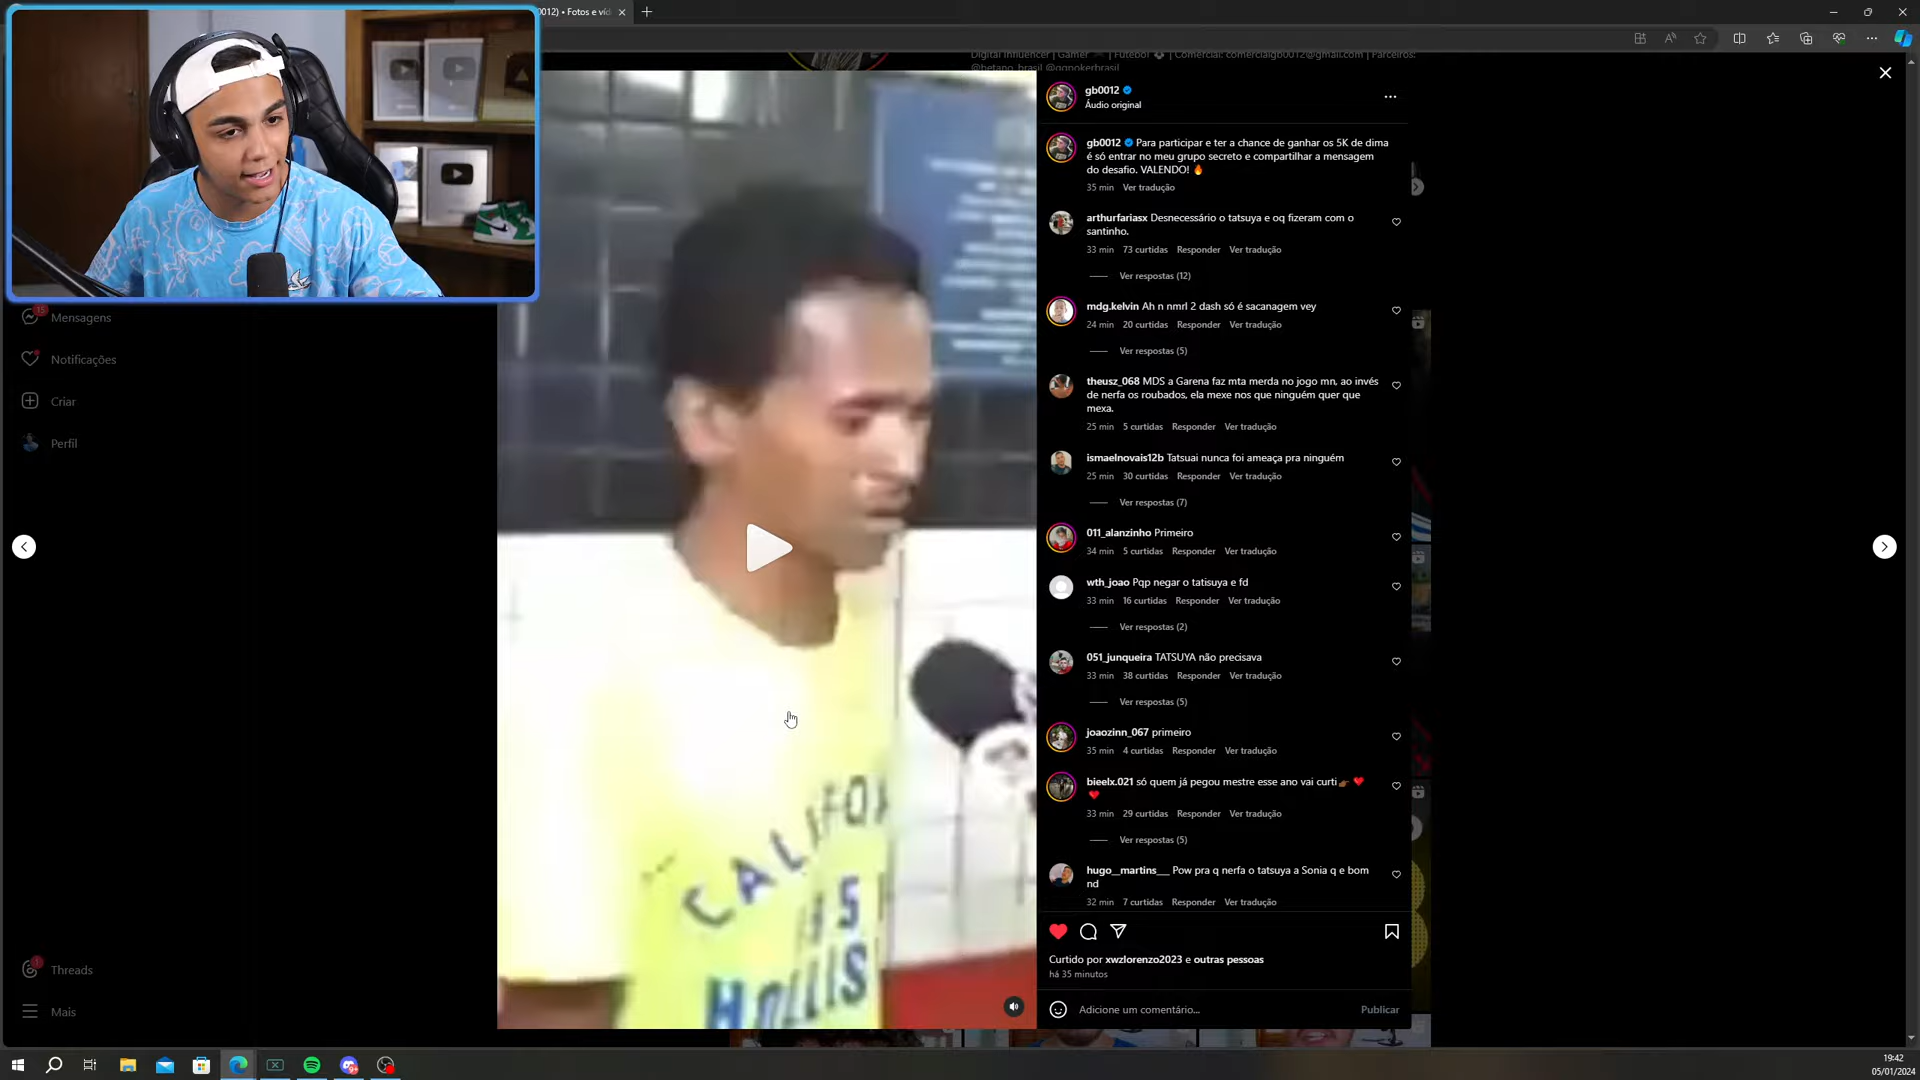 0012) • Fotos e víd
Digital Influencer | Gamer | Futebol ⚽ | Comercial: comercialgb0012@gmail.com | Parceiros:
@betano_brasil @ggpokerbrasil
gb0012
Áudio original
gb0012 Para participar e ter a chance de ganhar os 5K de dima
é só entrar no meu grupo secreto e compartilhar a mensagem
do desafio. VALENDO! 🔥
35 min Ver tradução
arthurfariasx Desnecessário o tatsuya e oq fizeram com o
santinho.
33 min 73 curtidas Responder Ver tradução
Ver respostas (12)
mdg.kelvin Ah n nmrl 2 dash só é sacanagem vey
24 min 20 curtidas Responder Ver tradução
Ver respostas (5)
theusz_068 MDS a Garena faz mta merda no jogo mn, ao invés
de nerfa os roubados, ela mexe nos que ninguém quer que
mexa.
25 min 5 curtidas Responder Ver tradução
ismaelnovais12b Tatsuai nunca foi ameaça pra ninguém
25 min 30 curtidas Responder Ver tradução
Ver respostas (7)
011_alanzinho Primeiro
34 min 5 curtidas Responder Ver tradução
wth_joao Pqp negar o tatisuya e fd
33 min 16 curtidas Responder Ver tradução
Ver respostas (2)
051_junqueira TATSUYA não precisava
33 min 38 curtidas Responder Ver tradução
Ver respostas (5)
joaozinn_067 primeiro
35 min 4 curtidas Responder Ver tradução
bieelx.021 só quem já pegou mestre esse ano vai curti ❤️
❤️
33 min 29 curtidas Responder Ver tradução
Ver respostas (5)
hugo__martins___ Pow pra q nerfa o tatsuya a Sonia q e bom
nd
32 min 7 curtidas Responder Ver tradução
Curtido por xwzlorenzo2023 e outras pessoas
há 35 minutos
Adicione um comentário...
Publicar
15
Mensagens
Notificações
Criar
Perfil
1
Threads
Mais
HOLLIS
19:42
05/01/2024